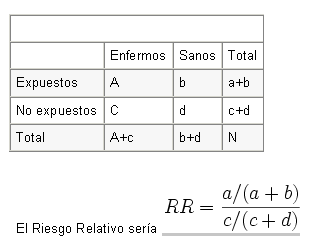 Enfermos Sanos Total
Expuestos A b a+b
No expuestos C d c+d
Total A+c b+d N
El Riesgo Relativo sería RR = a/(a + b) / c/(c + d)